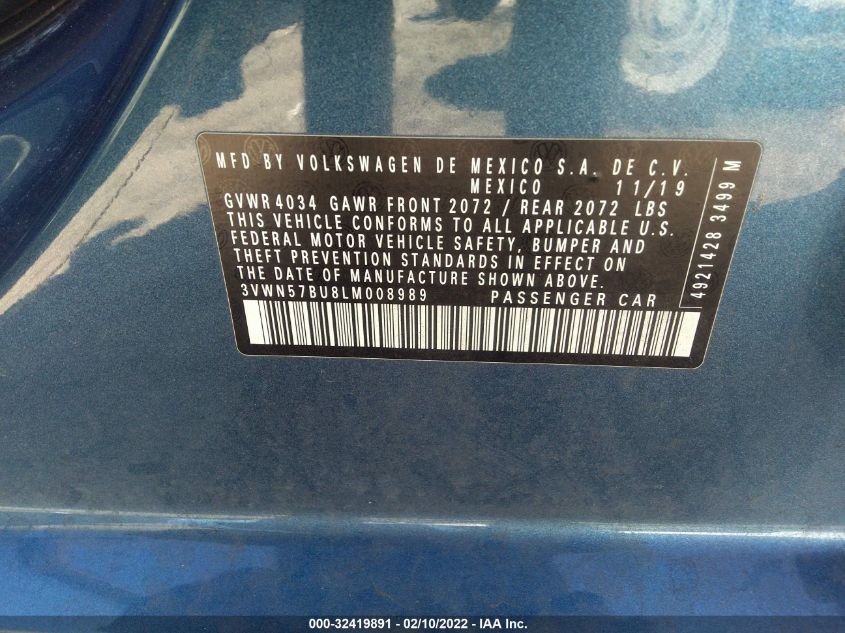 MFD BY VOLKSWAGEN DE MEXICO S.A. DE C.V.
MEXICO 11/19
GVWR 4034 GAWR FRONT 2072 / REAR 2072 LBS
THIS VEHICLE CONFORMS TO ALL APPLICABLE U.S.
FEDERAL MOTOR VEHICLE SAFETY, BUMPER AND
THEFT PREVENTION STANDARDS IN EFFECT ON
THE DATE OF MANUFACTURE SHOWN ABOVE.
3VWN57BU8LM008989 PASSENGER CAR
4921428 3499 M
000-32419891 - 02/10/2022 - IAA Inc.